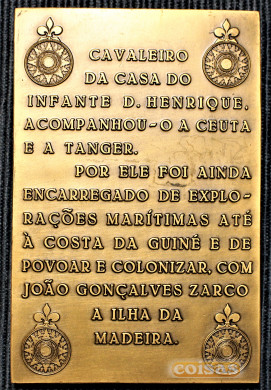 CAVALEIRO
DA CASA DO
INFANTE D. HENRIQUE,
ACOMPANHOU-O A CEUTA
E A TANGER.
POR ELE FOI AINDA
ENCARREGADO DE EXPLO-
RAÇÕES MARÍTIMAS ATÉ
À COSTA DA GUINÉ E DE
POVOAR E COLONIZAR, COM
JOÃO GONÇALVES ZARCO
A ILHA DA
MADEIRA.
coisas